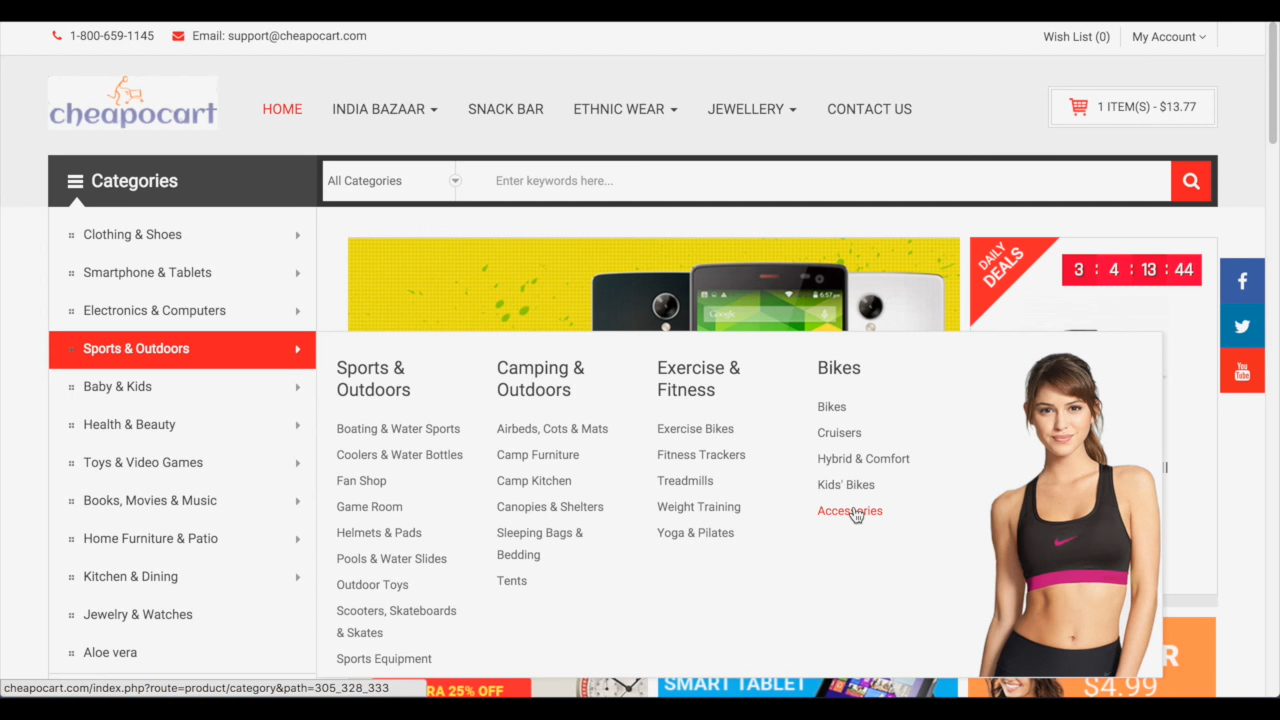 1-800-659-1145 Email: support@cheapocart.com Wish List (0) My Account
cheapocart HOME INDIA BAZAAR SNACK BAR ETHNIC WEAR JEWELLERY CONTACT US 1 ITEM(S) - $13.77
Categories All Categories Enter keywords here...
Clothing & Shoes
Smartphone & Tablets
Electronics & Computers
Sports & Outdoors
Baby & Kids
Health & Beauty
Toys & Video Games
Books, Movies & Music
Home Furniture & Patio
Kitchen & Dining
Jewelry & Watches
Aloe vera
DAILY
DEALS
3 : 4 : 13 : 44
6:57
Google
You
Tube
Sports &
Outdoors
Boating & Water Sports
Coolers & Water Bottles
Fan Shop
Game Room
Helmets & Pads
Pools & Water Slides
Outdoor Toys
Scooters, Skateboards
& Skates
Sports Equipment
Camping &
Outdoors
Airbeds, Cots & Mats
Camp Furniture
Camp Kitchen
Canopies & Shelters
Sleeping Bags &
Bedding
Tents
Exercise &
Fitness
Exercise Bikes
Fitness Trackers
Treadmills
Weight Training
Yoga & Pilates
Bikes
Bikes
Cruisers
Hybrid & Comfort
Kids' Bikes
Accessories
25% OFF
SMART TABLET
$4.99
cheapocart.com/index.php?route=product/category&path=305_328_333